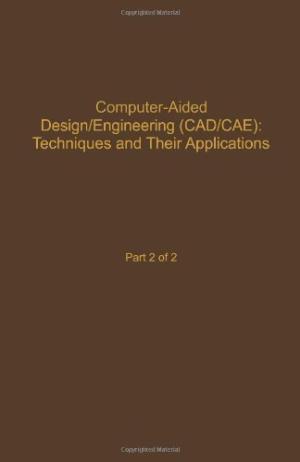 Copyrighted Material
Computer-Aided
Design/Engineering (CAD/CAE):
Techniques and Their Applications
Part 2 of 2
Copyrighted Material